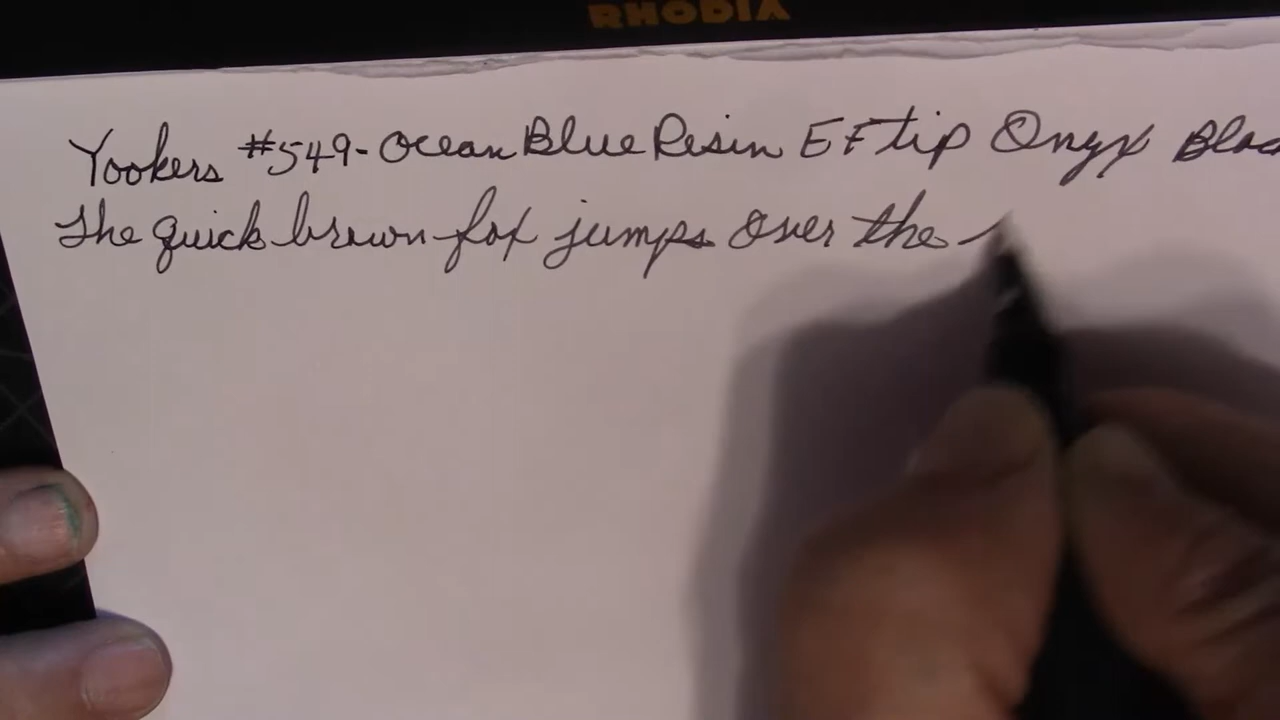 RHODIA
Yookers #549-Ocean Blue Resin EF tip Onyx
The quick brown fox jumps over the